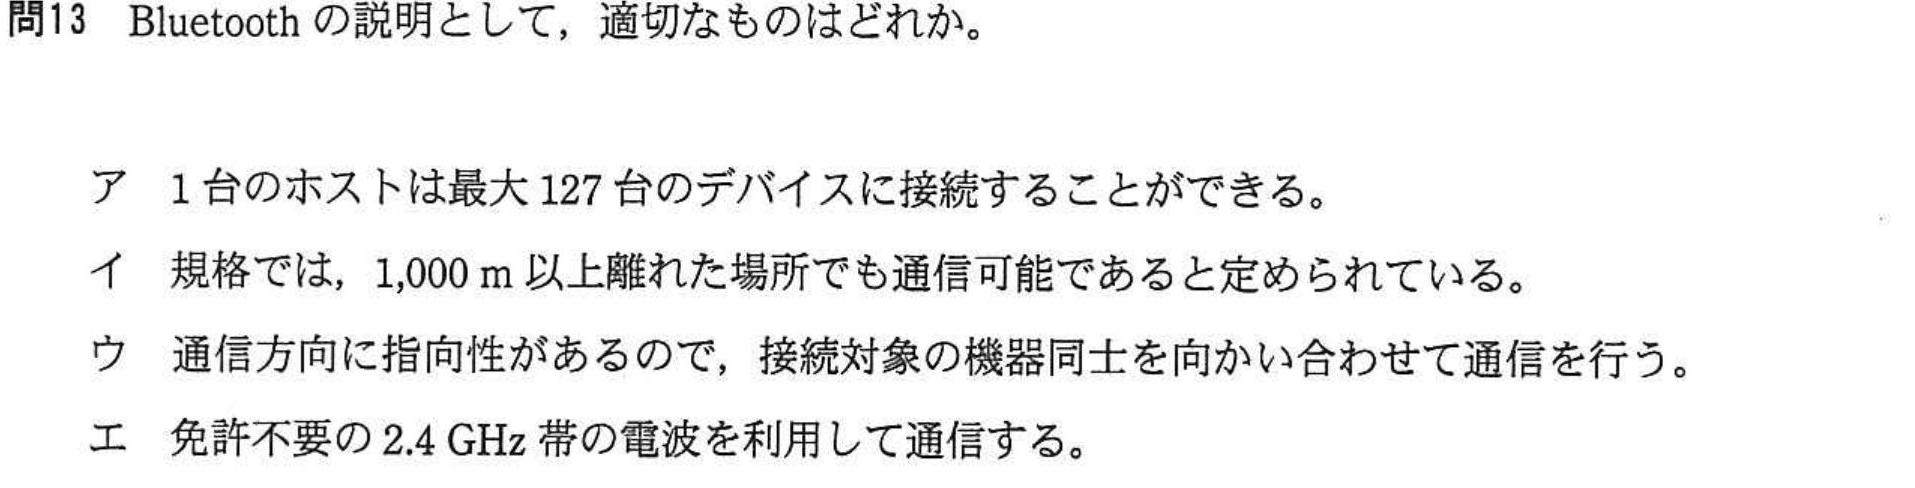 問13 Bluetooth の説明として，適切なものはどれか。
ア 1 台のホストは最大 127 台のデバイスに接続することができる。
イ 規格では，1,000 m 以上離れた場所でも通信可能であると定められている。
ウ 通信方向に指向性があるので，接続対象の機器同士を向かい合わせて通信を行う。
エ 免許不要の 2.4 GHz 帯の電波を利用して通信する。